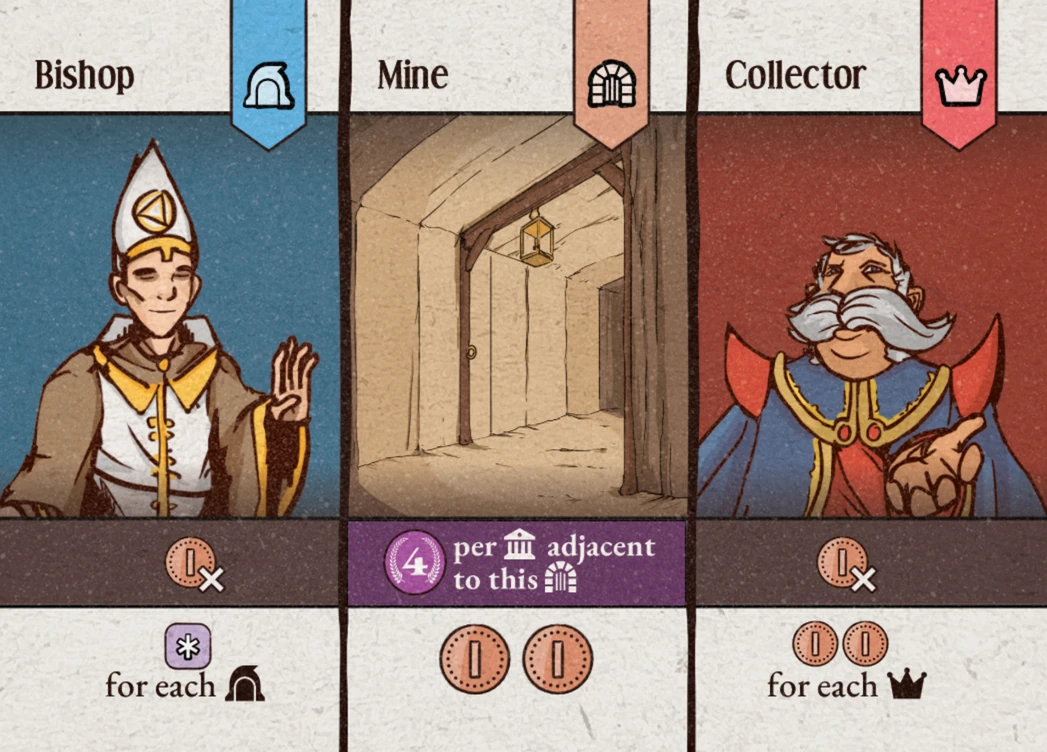 Bishop
Mine
Collector
4 per adjacent
to this
for each
for each